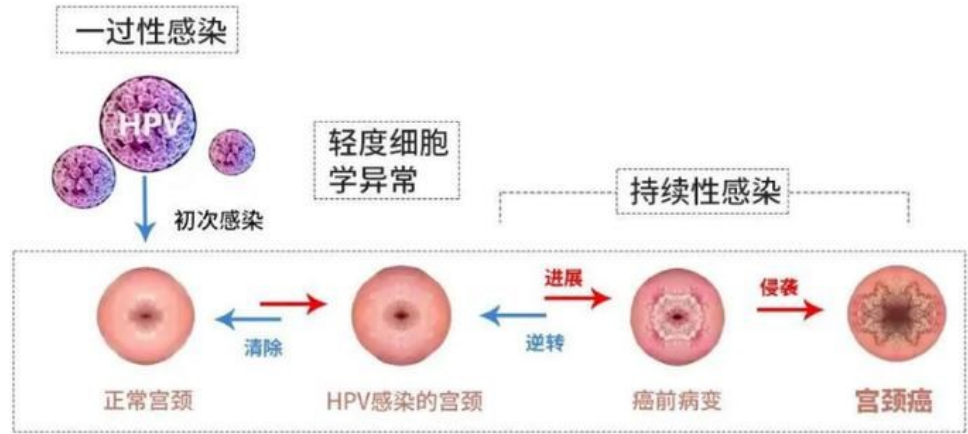 一过性感染
HPV
轻度细胞
学异常
持续性感染
初次感染
进展
侵袭
清除
逆转
正常宫颈
HPV感染的宫颈
癌前病变
宫颈癌